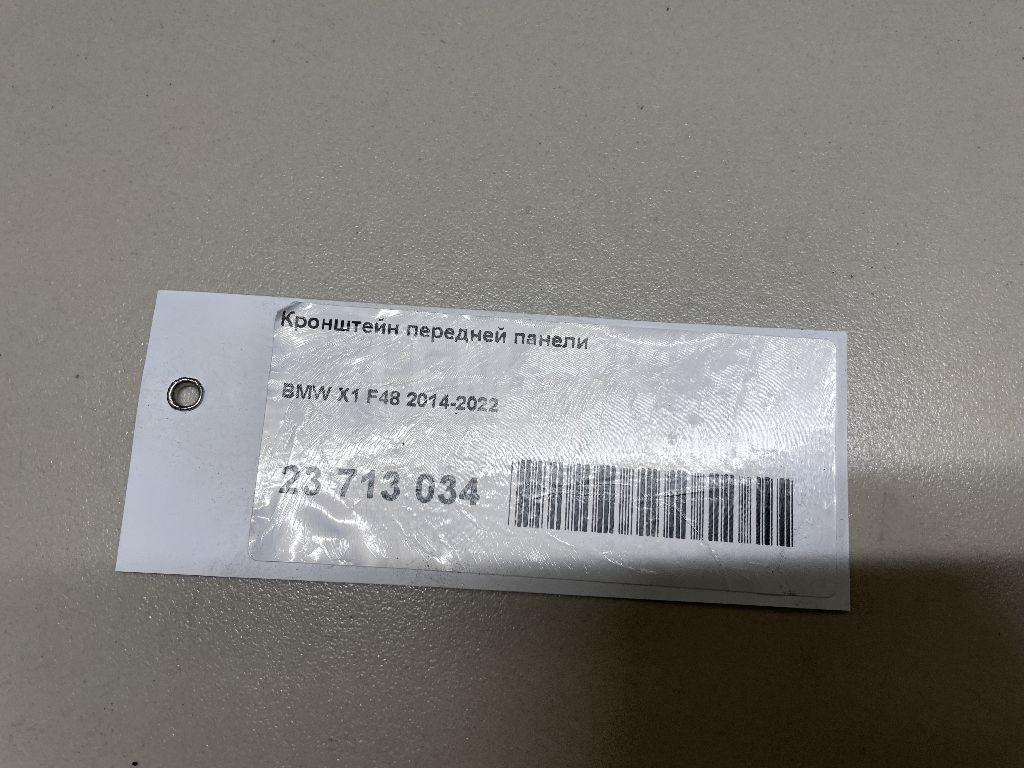 Кронштейн передней панели
BMW X1 F48 2014-2022
23 713 034